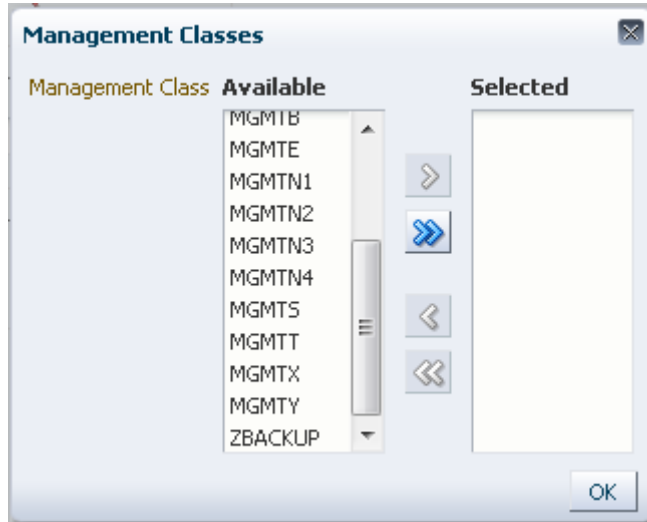 Management Classes
Management Class Available Selected
MGMTB
MGMTE
MGMTN1
MGMTN2
MGMTN3
MGMTN4
MGMTS
MGMTT
MGMTX
MGMTY
ZBACKUP
OK